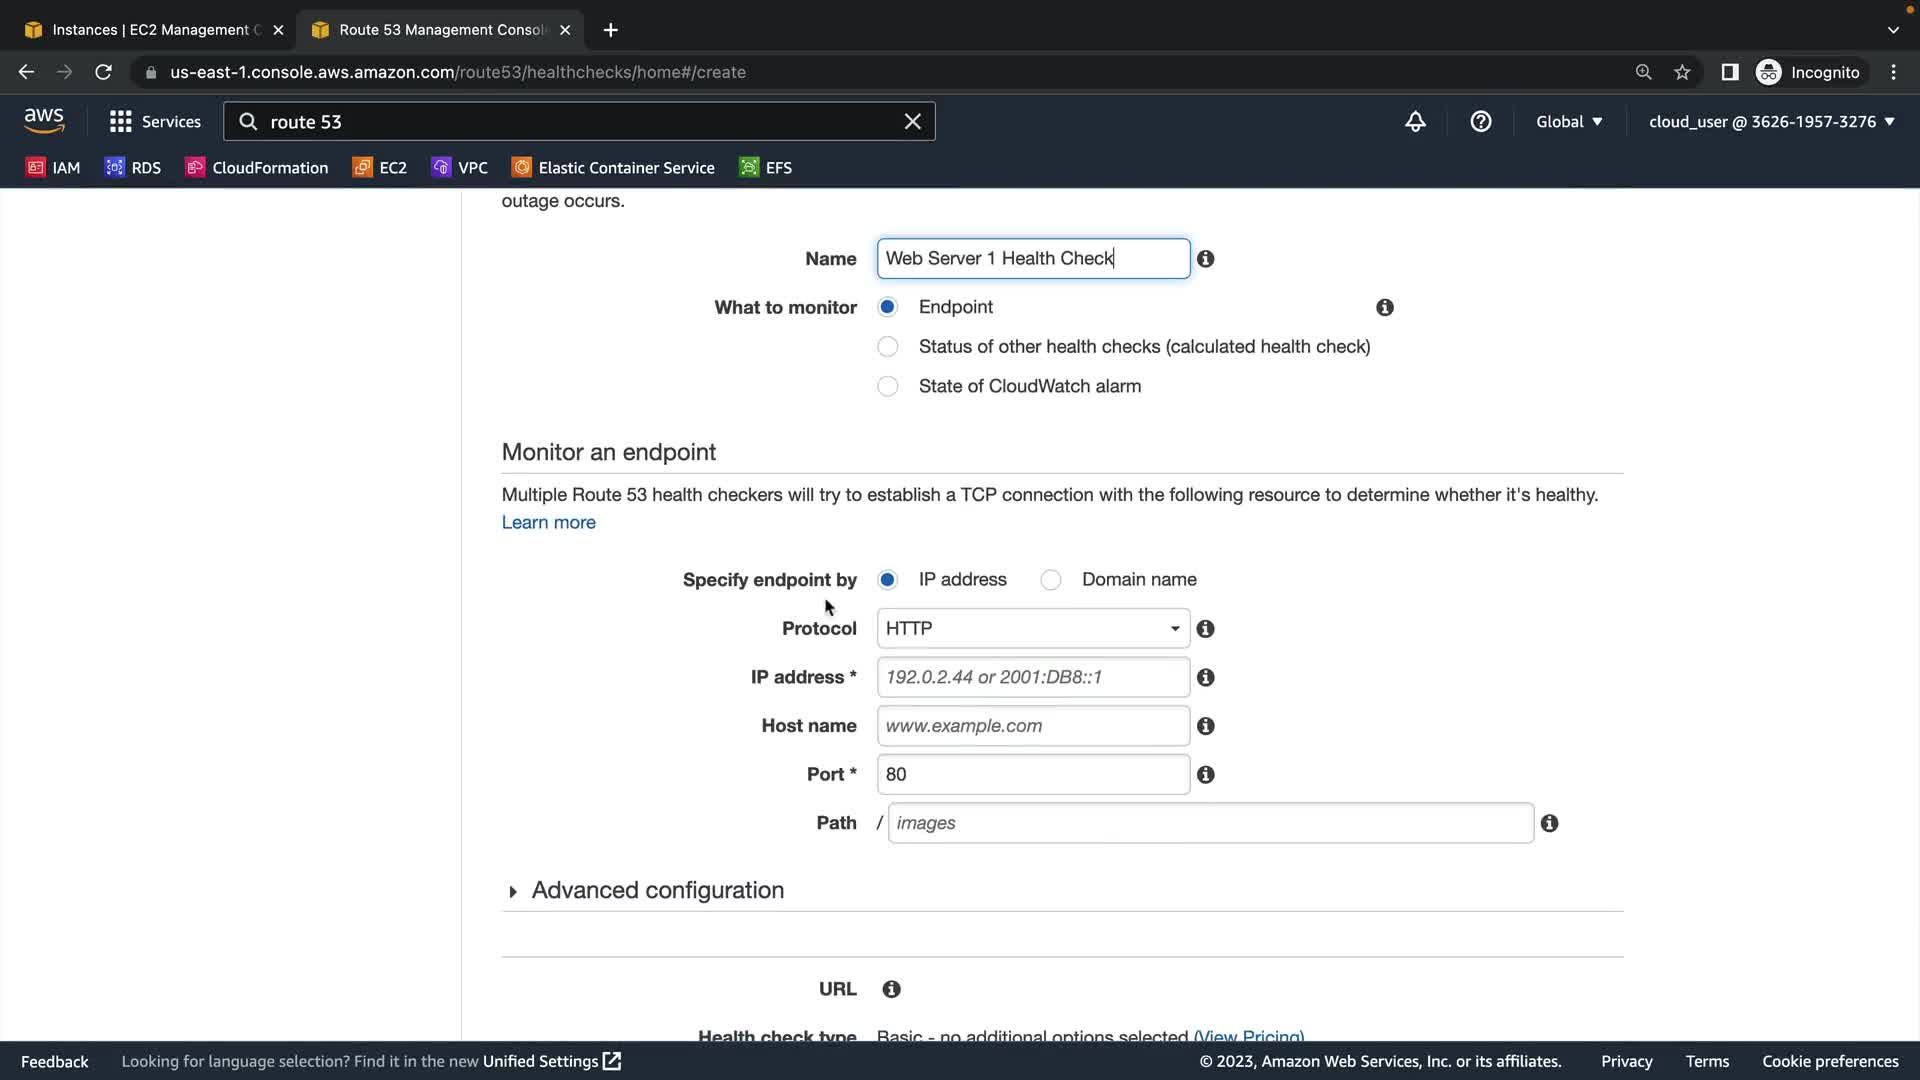 Instances | EC2 Management C
Route 53 Management Consol
us-east-1.console.aws.amazon.com/route53/healthchecks/home#/create
Incognito
aws
Services
route 53
Global
cloud_user @ 3626-1957-3276
IAM
RDS
CloudFormation
EC2
VPC
Elastic Container Service
EFS
outage occurs.
Name
Web Server 1 Health Check
What to monitor
Endpoint
Status of other health checks (calculated health check)
State of CloudWatch alarm
Monitor an endpoint
Multiple Route 53 health checkers will try to establish a TCP connection with the following resource to determine whether it's healthy.
Learn more
Specify endpoint by
IP address
Domain name
Protocol
HTTP
IP address *
192.0.2.44 or 2001:DB8::1
Host name
www.example.com
Port *
80
Path
/
images
Advanced configuration
URL
Health check type
Basic - no additional options selected (View Pricing)
Feedback
Looking for language selection? Find it in the new Unified Settings
© 2023, Amazon Web Services, Inc. or its affiliates.
Privacy
Terms
Cookie preferences